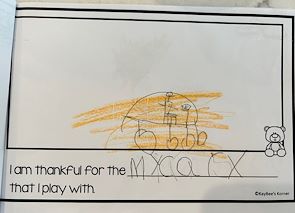 I am thankful for the
that I play with.
©KayBee's Korner